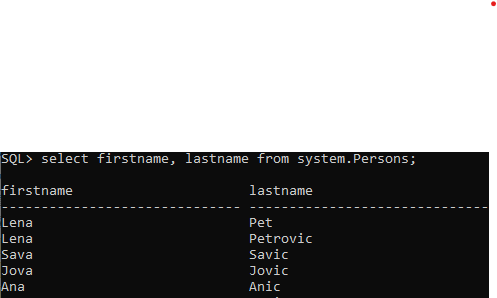 SQL> select firstname, lastname from system.Persons;
firstname lastname
------------------------------ ------------------------------
Lena Pet
Lena Petrovic
Sava Savic
Jova Jovic
Ana Anic